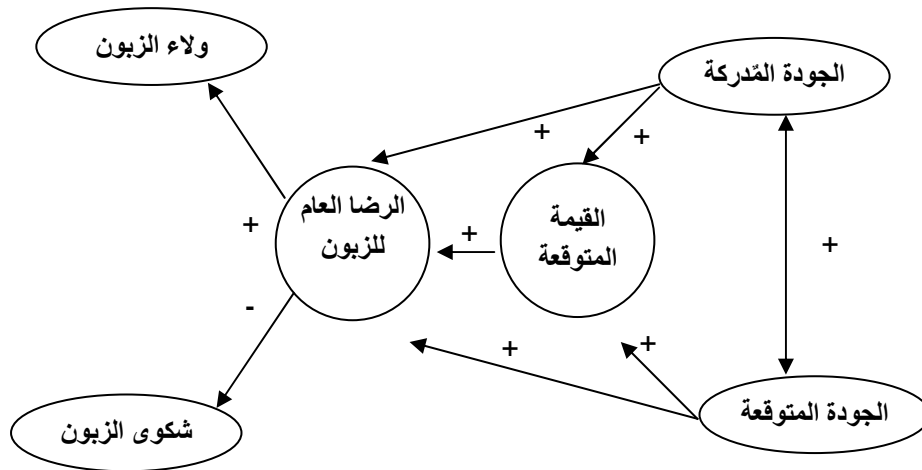 ولاء الزبون
الجودة المُدركة
+
+
الرضا العام
للزبون
القيمة
المتوقعة
+
+
+
-
+
+
الجودة المتوقعة
شكوى الزبون